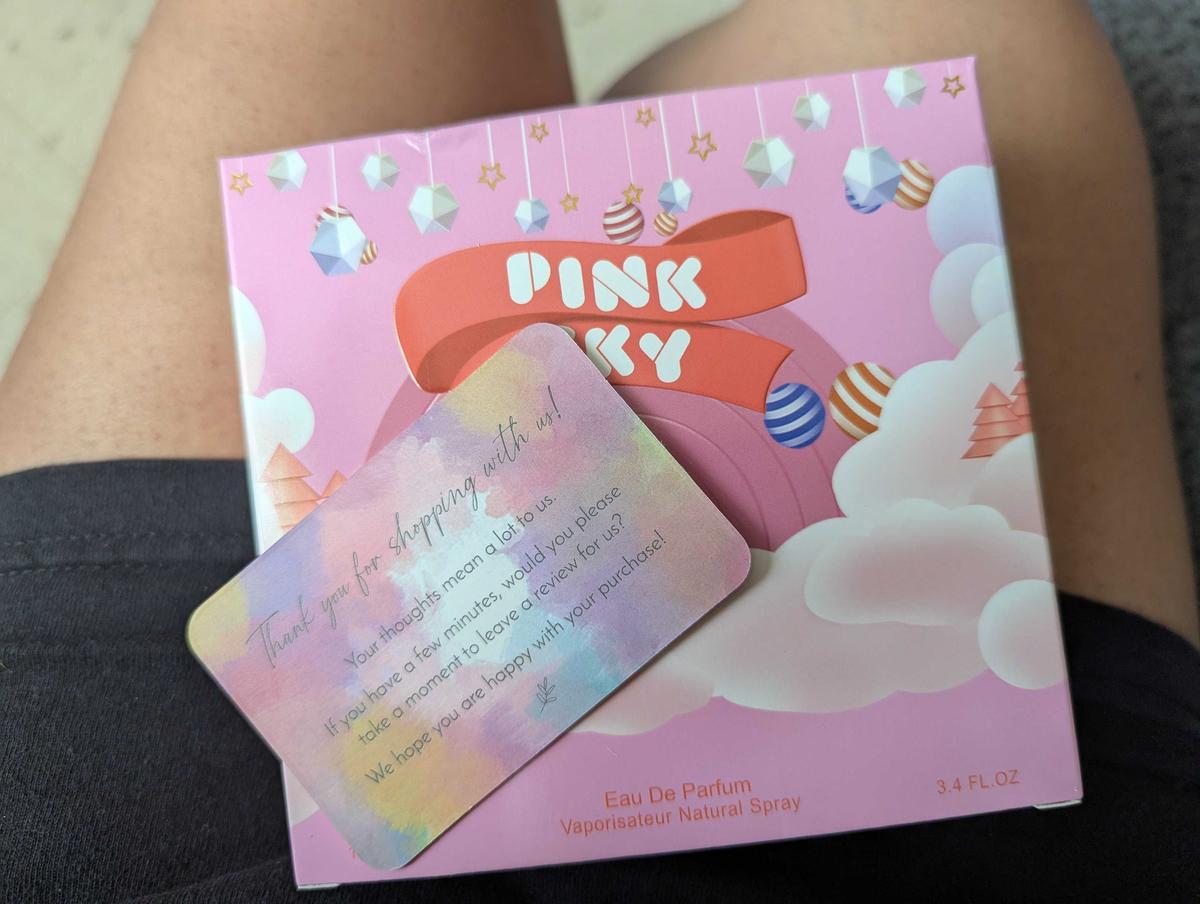 PINK
KY
Thank you for shopping with us!
Your thoughts mean a lot to us.
If you have a few minutes, would you please
take a moment to leave a review for us?
We hope you are happy with your purchase!
Eau De Parfum
Vaporisateur Natural Spray
3.4 FL.OZ